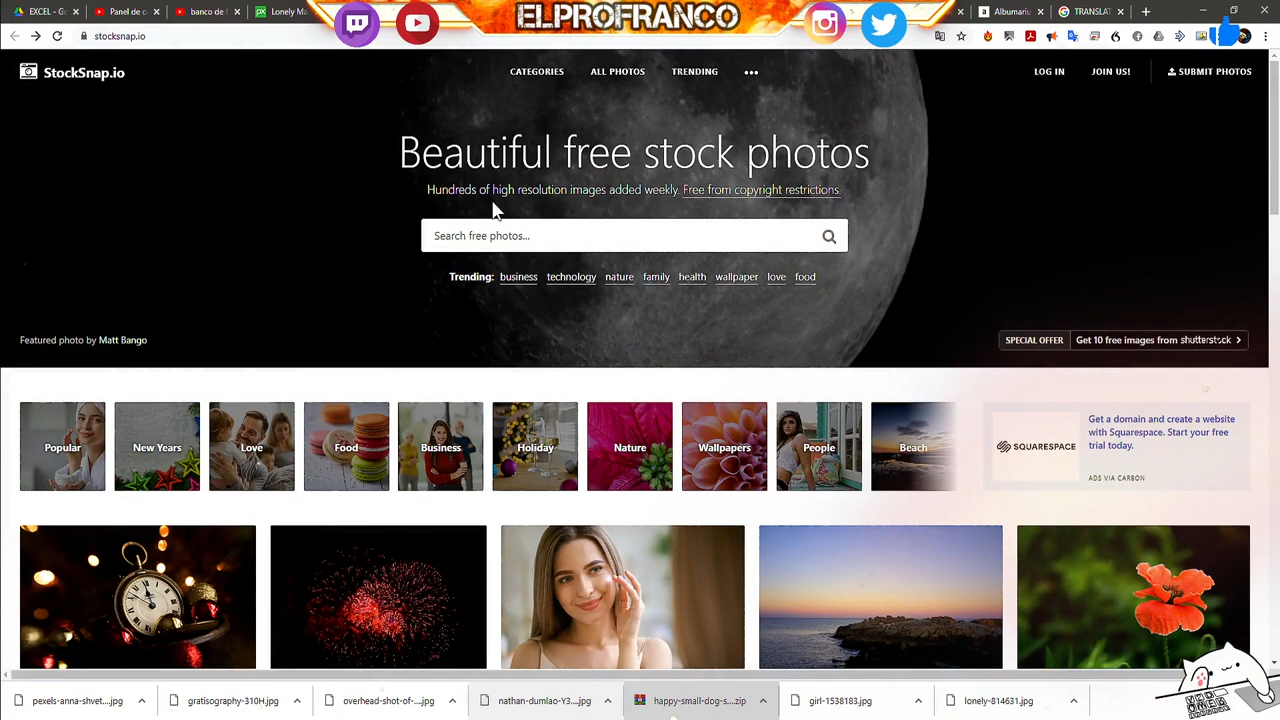 EXCEL - Go
Panel de c
banco de
Lonely Ma
ELPROFRANCO
Albumariu
TRANSLAT
stocksnap.io
StockSnap.io
CATEGORIES
ALL PHOTOS
TRENDING
LOG IN
JOIN US!
SUBMIT PHOTOS
Beautiful free stock photos
Hundreds of high resolution images added weekly. Free from copyright restrictions.
Search free photos...
Trending: business technology nature family health wallpaper love food
Featured photo by Matt Bango
SPECIAL OFFER
Get 10 free images from shutterstock
Popular
New Years
Love
Food
Business
Holiday
Nature
Wallpapers
People
Beach
SQUARESPACE
Get a domain and create a website
with Squarespace. Start your free
trial today.
ADS VIA CARBON
pexels-anna-shvet....jpg
gratisography-310H.jpg
overhead-shot-of-....jpg
nathan-dumlao-Y3....jpg
happy-small-dog-s....zip
girl-1538183.jpg
lonely-814631.jpg